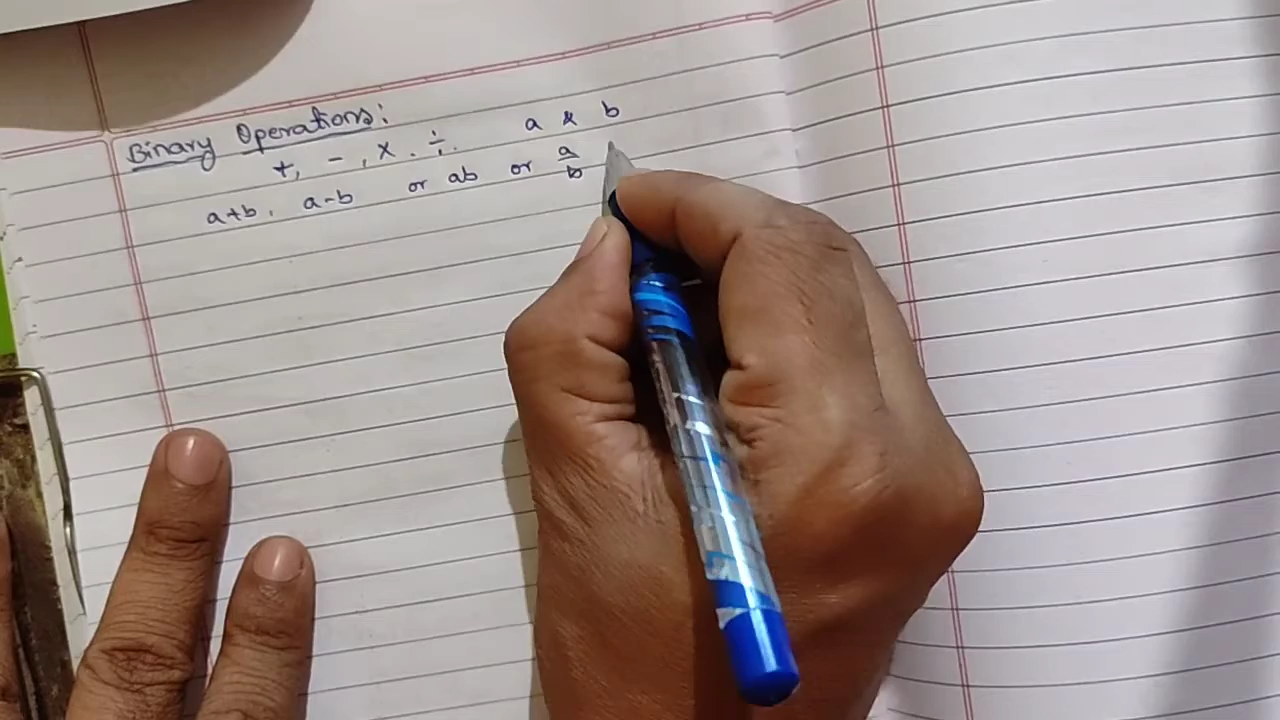 Binary Operations:
+, -, × . ÷. a & b
a+b, a-b or ab or a/b